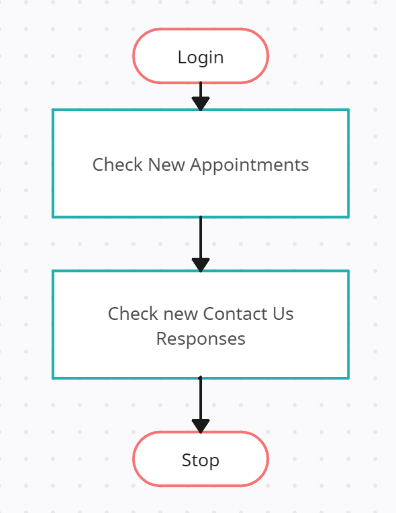 Login
Check New Appointments
Check new Contact Us
Responses
Stop